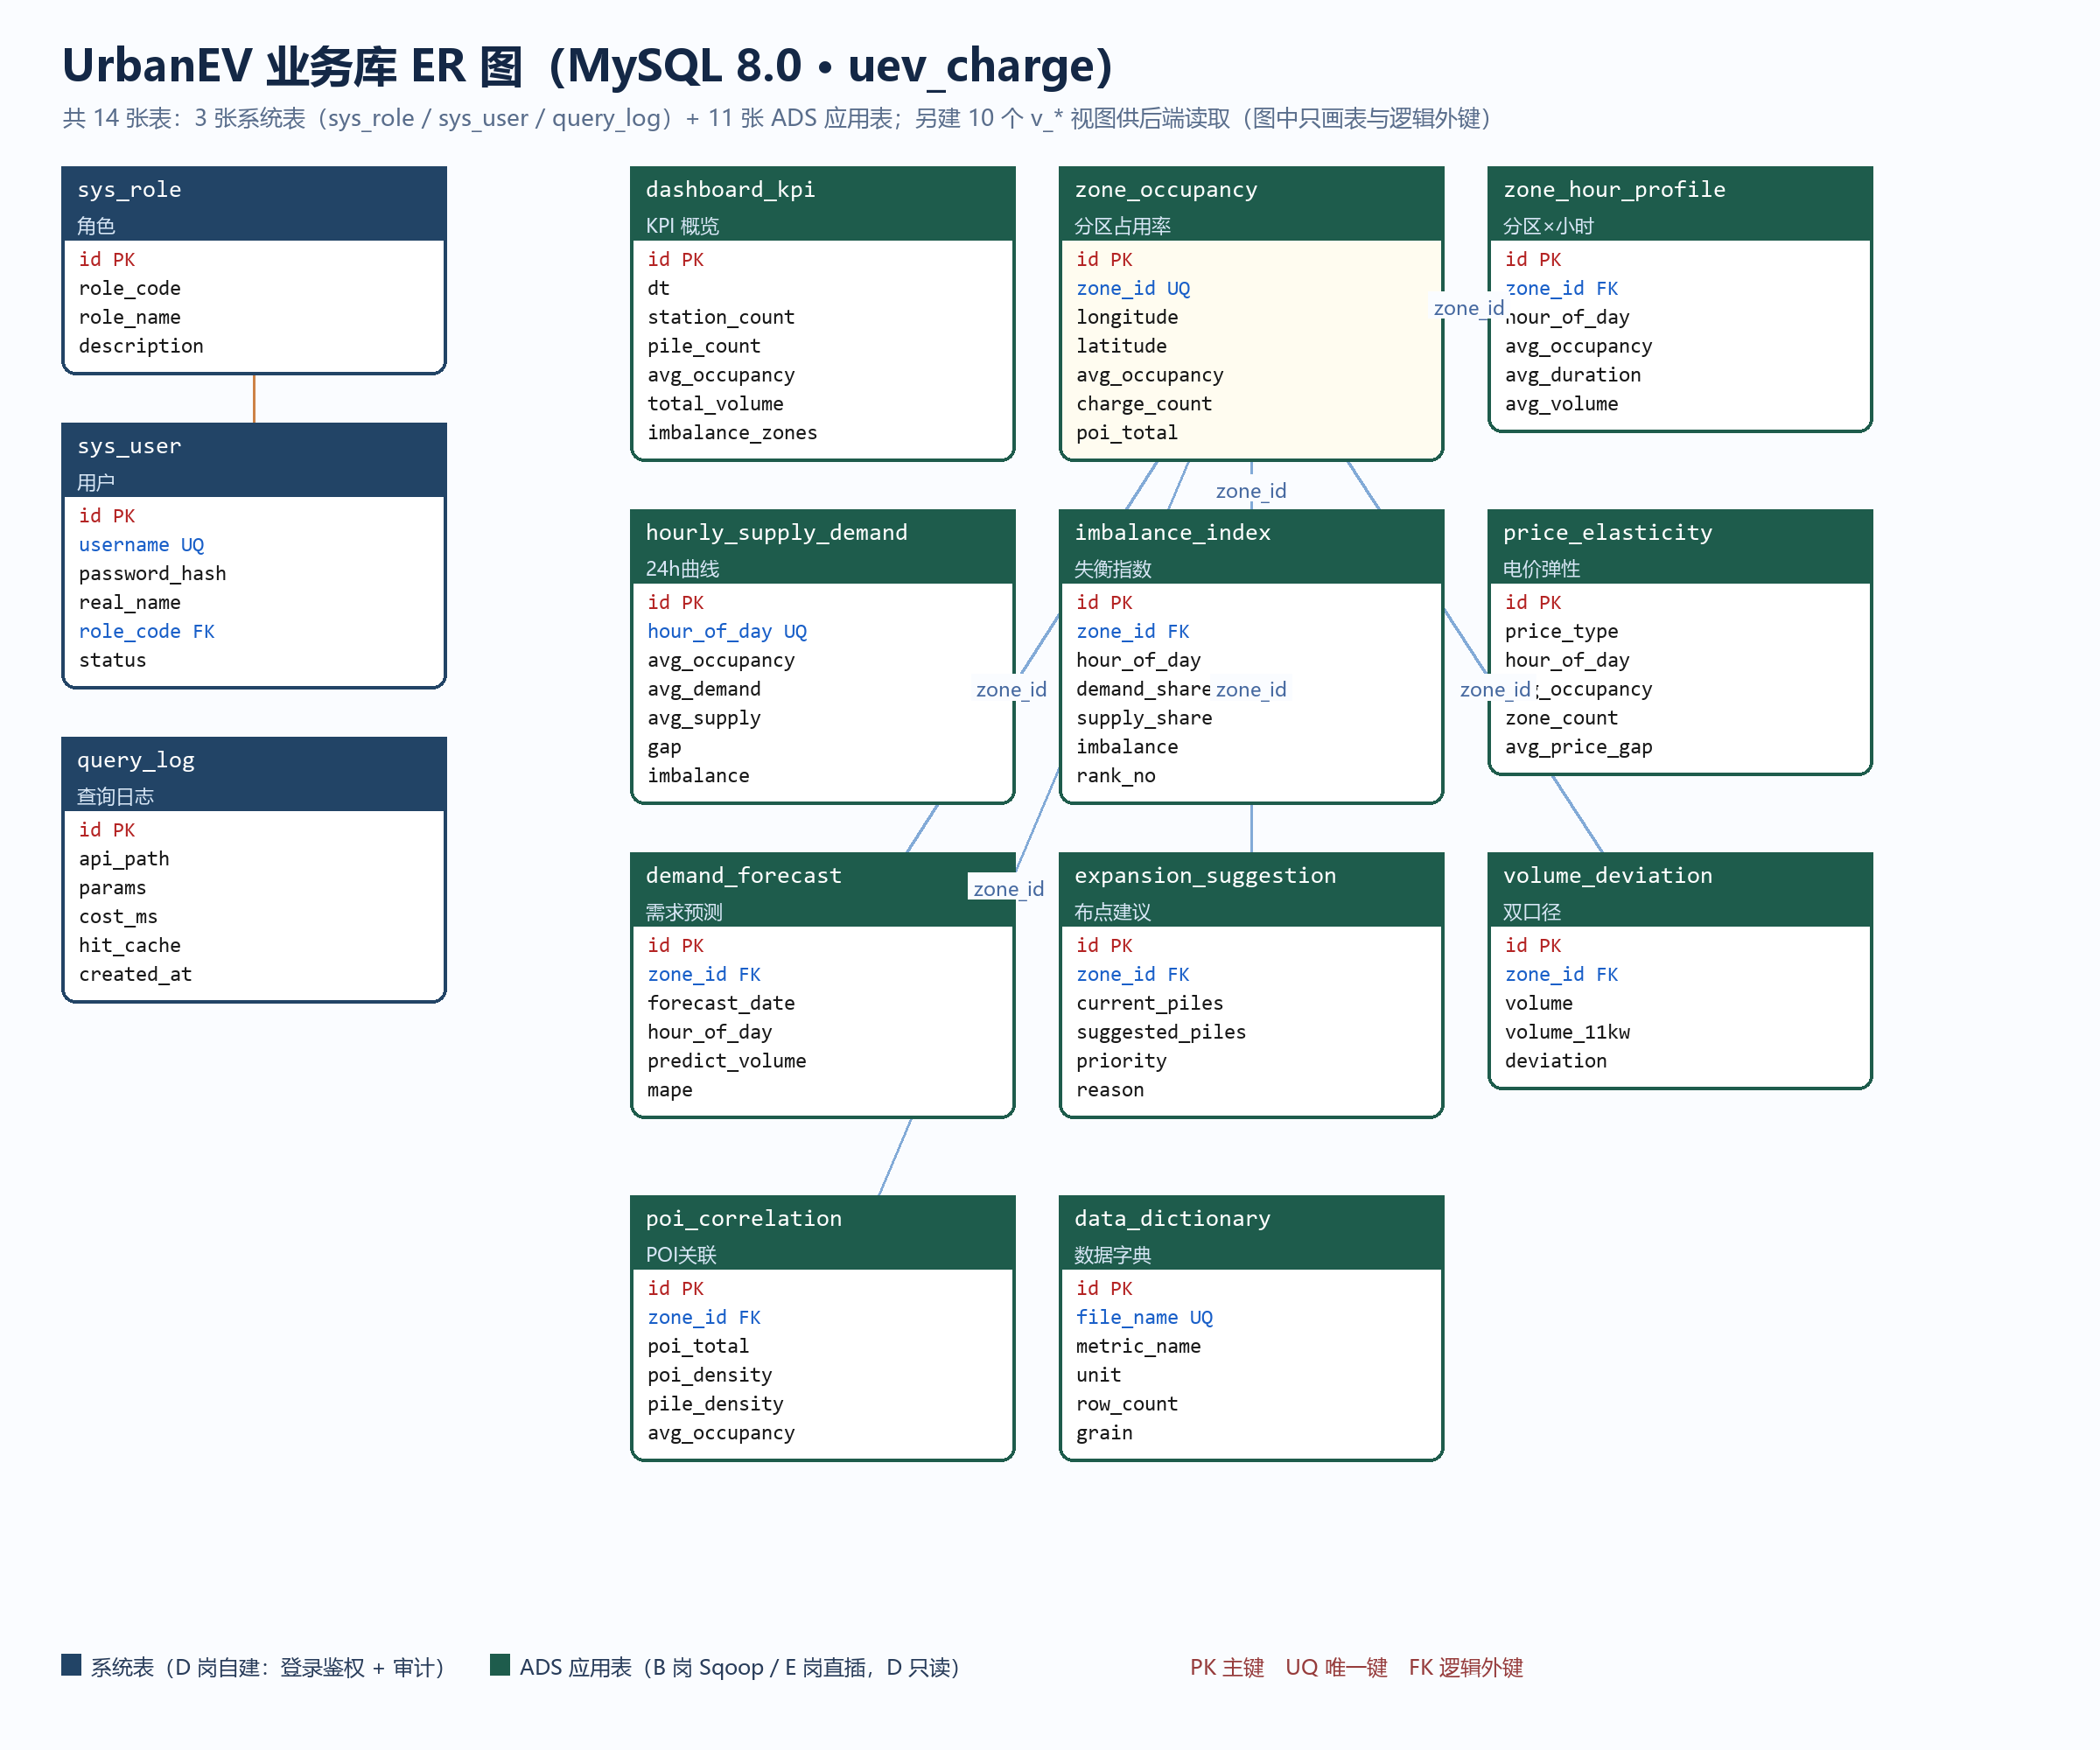 UrbanEV 业务库 ER 图（MySQL 8.0 • uev_charge）
共 14 张表：3 张系统表（sys_role / sys_user / query_log）+ 11 张 ADS 应用表；另建 10 个 v_* 视图供后端读取（图中只画表与逻辑外键）
sys_role
角色
id PK
role_code
role_name
description
sys_user
用户
id PK
username UQ
password_hash
real_name
role_code FK
status
query_log
查询日志
id PK
api_path
params
cost_ms
hit_cache
created_at
dashboard_kpi
KPI 概览
id PK
dt
station_count
pile_count
avg_occupancy
total_volume
imbalance_zones
zone_occupancy
分区占用率
id PK
zone_id UQ
longitude
latitude
avg_occupancy
charge_count
poi_total
zone_id
zone_hour_profile
分区×小时
id PK
zone_id FK
hour_of_day
avg_occupancy
avg_duration
avg_volume
zone_id
hourly_supply_demand
24h曲线
id PK
hour_of_day UQ
avg_occupancy
avg_demand
avg_supply
gap
imbalance
zone_id
imbalance_index
失衡指数
id PK
zone_id FK
hour_of_day
demand_share
zone_id
supply_share
imbalance
rank_no
price_elasticity
电价弹性
id PK
price_type
hour_of_day
zone_id
_occupancy
zone_count
avg_price_gap
demand_forecast
需求预测
id PK
zone_id FK
forecast_date
hour_of_day
predict_volume
mape
zone_id
expansion_suggestion
布点建议
id PK
zone_id FK
current_piles
suggested_piles
priority
reason
volume_deviation
双口径
id PK
zone_id FK
volume
volume_11kw
deviation
poi_correlation
POI关联
id PK
zone_id FK
poi_total
poi_density
pile_density
avg_occupancy
data_dictionary
数据字典
id PK
file_name UQ
metric_name
unit
row_count
grain
系统表（D 岗自建：登录鉴权 + 审计）
ADS 应用表（B 岗 Sqoop / E 岗直插，D 只读）
PK 主键 UQ 唯一键 FK 逻辑外键